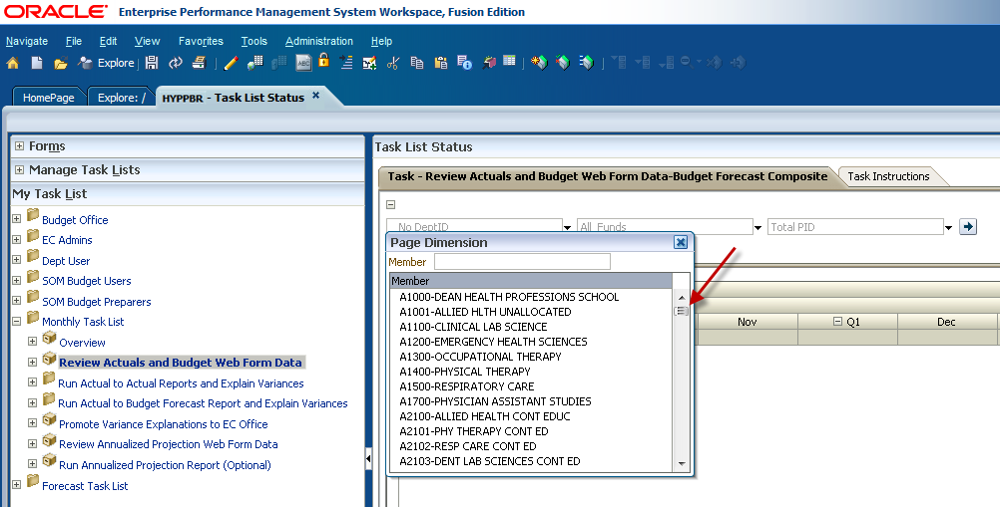 ORACLE Enterprise Performance Management System Workspace, Fusion Edition
Navigate File Edit View Favorites Tools Administration Help
Explore
ABC
HomePage Explore: / HYPPBR - Task List Status
Forms
Manage Task Lists
My Task List
Budget Office
EC Admins
Dept User
SOM Budget Users
SOM Budget Preparers
Monthly Task List
Overview
Review Actuals and Budget Web Form Data
Run Actual to Actual Reports and Explain Variances
Run Actual to Budget Forecast Report and Explain Variances
Promote Variance Explanations to EC Office
Review Annualized Projection Web Form Data
Run Annualized Projection Report (Optional)
Forecast Task List
Task List Status
Task - Review Actuals and Budget Web Form Data-Budget Forecast Composite Task Instructions
No DeptID All_Funds Total PID
Page Dimension
Member
Member
A1000-DEAN HEALTH PROFESSIONS SCHOOL
A1001-ALLIED HLTH UNALLOCATED
A1100-CLINICAL LAB SCIENCE
A1200-EMERGENCY HEALTH SCIENCES
A1300-OCCUPATIONAL THERAPY
A1400-PHYSICAL THERAPY
A1500-RESPIRATORY CARE
A1700-PHYSICIAN ASSISTANT STUDIES
A2100-ALLIED HEALTH CONT EDUC
A2101-PHY THERAPY CONT ED
A2102-RESP CARE CONT ED
A2103-DENT LAB SCIENCES CONT ED
Nov Q1 Dec